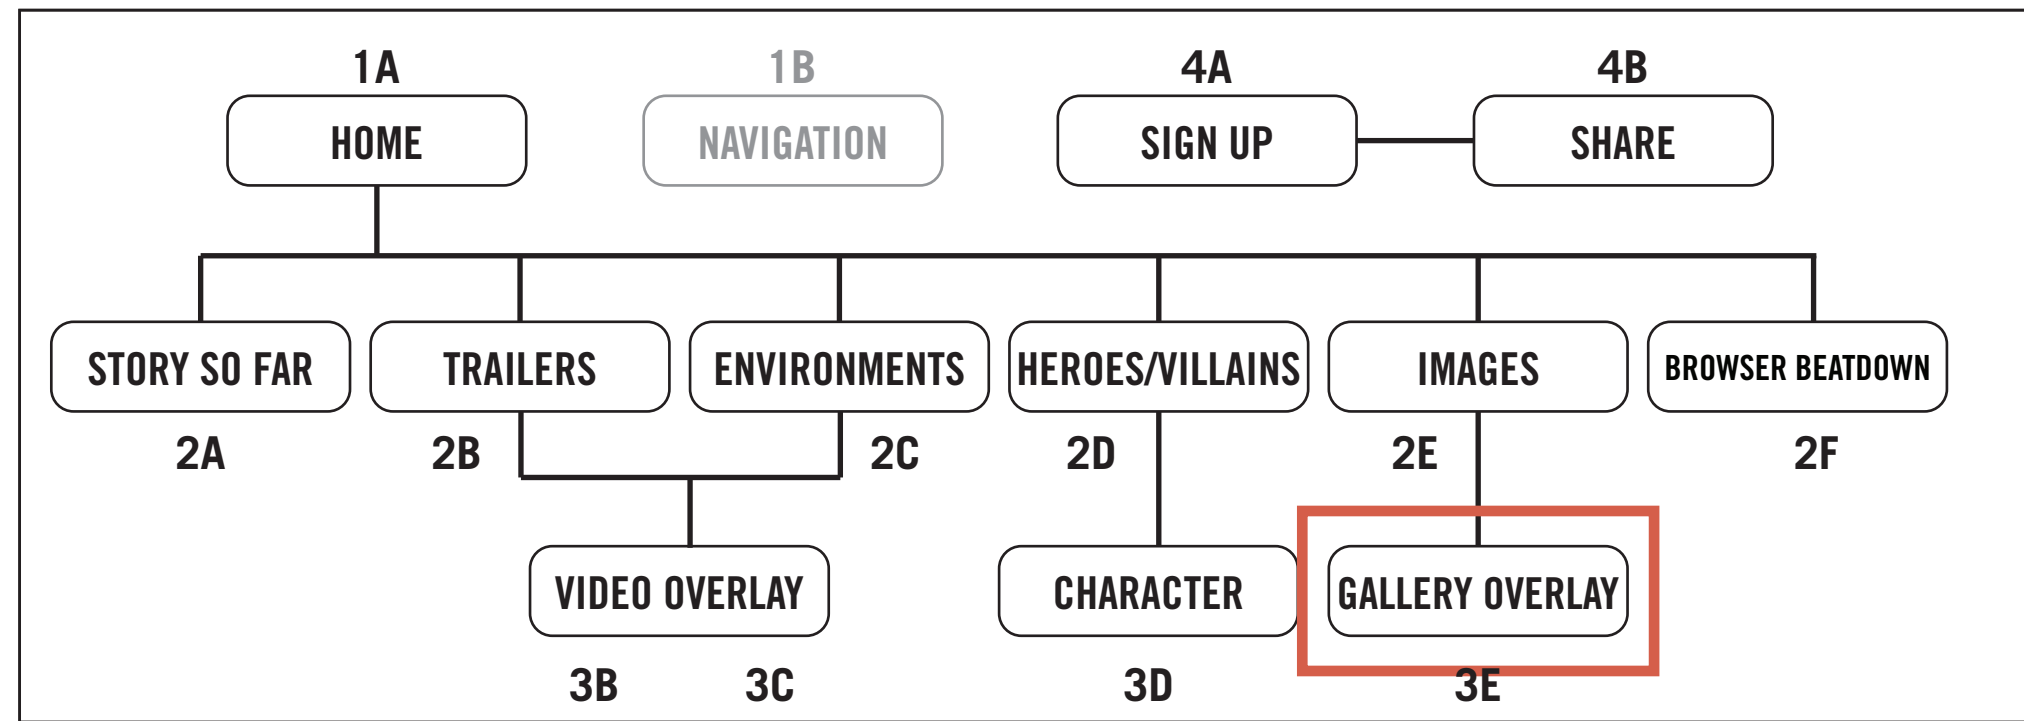 1A 1B 4A 4B
HOME NAVIGATION SIGN UP SHARE
STORY SO FAR TRAILERS ENVIRONMENTS HEROES/VILLAINS IMAGES BROWSER BEATDOWN
2A 2B 2C 2D 2E 2F
VIDEO OVERLAY CHARACTER GALLERY OVERLAY
3B 3C 3D 3E